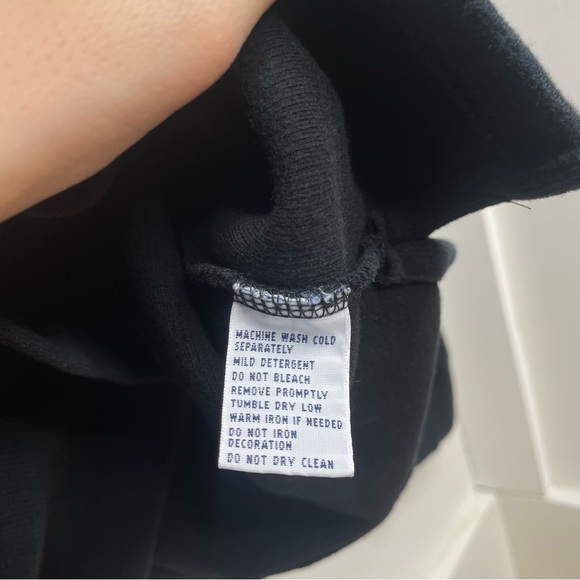 MACHINE WASH COLD
SEPARATELY
MILD DETERGENT
DO NOT BLEACH
REMOVE PROMPTLY
TUMBLE DRY LOW
WARM IRON IF NEEDED
DO NOT IRON
DECORATION
DO NOT DRY CLEAN